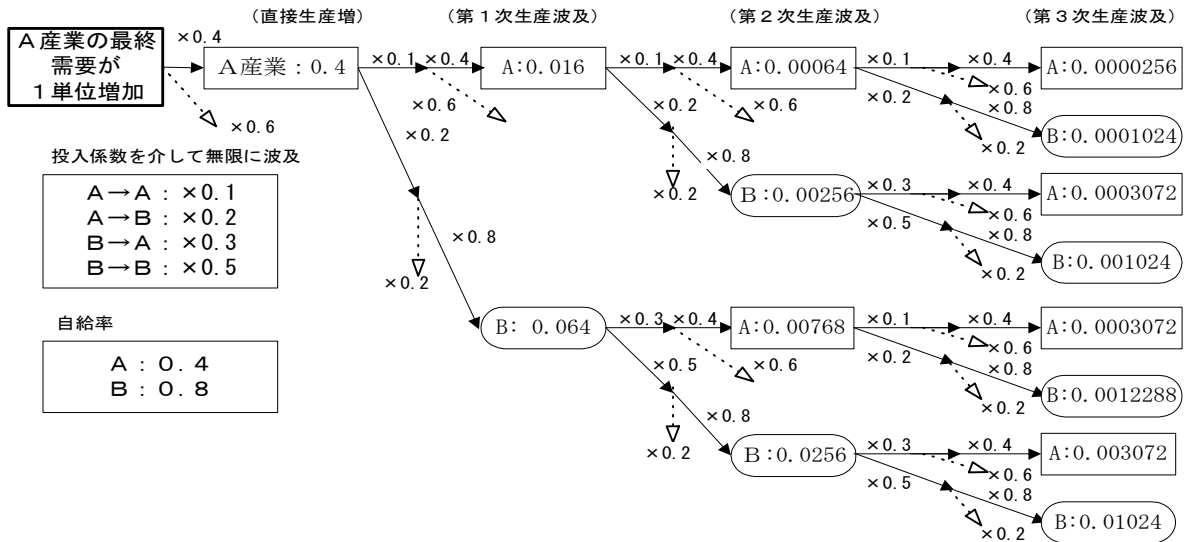 （直接生産増）
（第１次生産波及）
（第２次生産波及）
（第３次生産波及）
Ａ産業の最終
需要が
１単位増加
×0.4
×0.6
Ａ産業：0.4
×0.1
×0.4
×0.6
×0.2
×0.8
×0.2
A:0.016
×0.1
×0.4
×0.6
×0.2
×0.8
×0.2
A:0.00064
×0.1
×0.4
×0.6
×0.2
×0.8
×0.2
A:0.0000256
B:0.0001024
B:0.00256
×0.3
×0.4
×0.6
×0.5
×0.8
×0.2
A:0.0003072
B:0.001024
B: 0.064
×0.3
×0.4
×0.6
×0.5
×0.8
×0.2
A:0.00768
×0.1
×0.4
×0.6
×0.2
×0.8
×0.2
A:0.0003072
B:0.0012288
B:0.0256
×0.3
×0.4
×0.6
×0.5
×0.8
×0.2
A:0.003072
B:0.01024
投入係数を介して無限に波及
Ａ→Ａ：×0.1
Ａ→Ｂ：×0.2
Ｂ→Ａ：×0.3
Ｂ→Ｂ：×0.5
自給率
Ａ：０.４
Ｂ：０.８